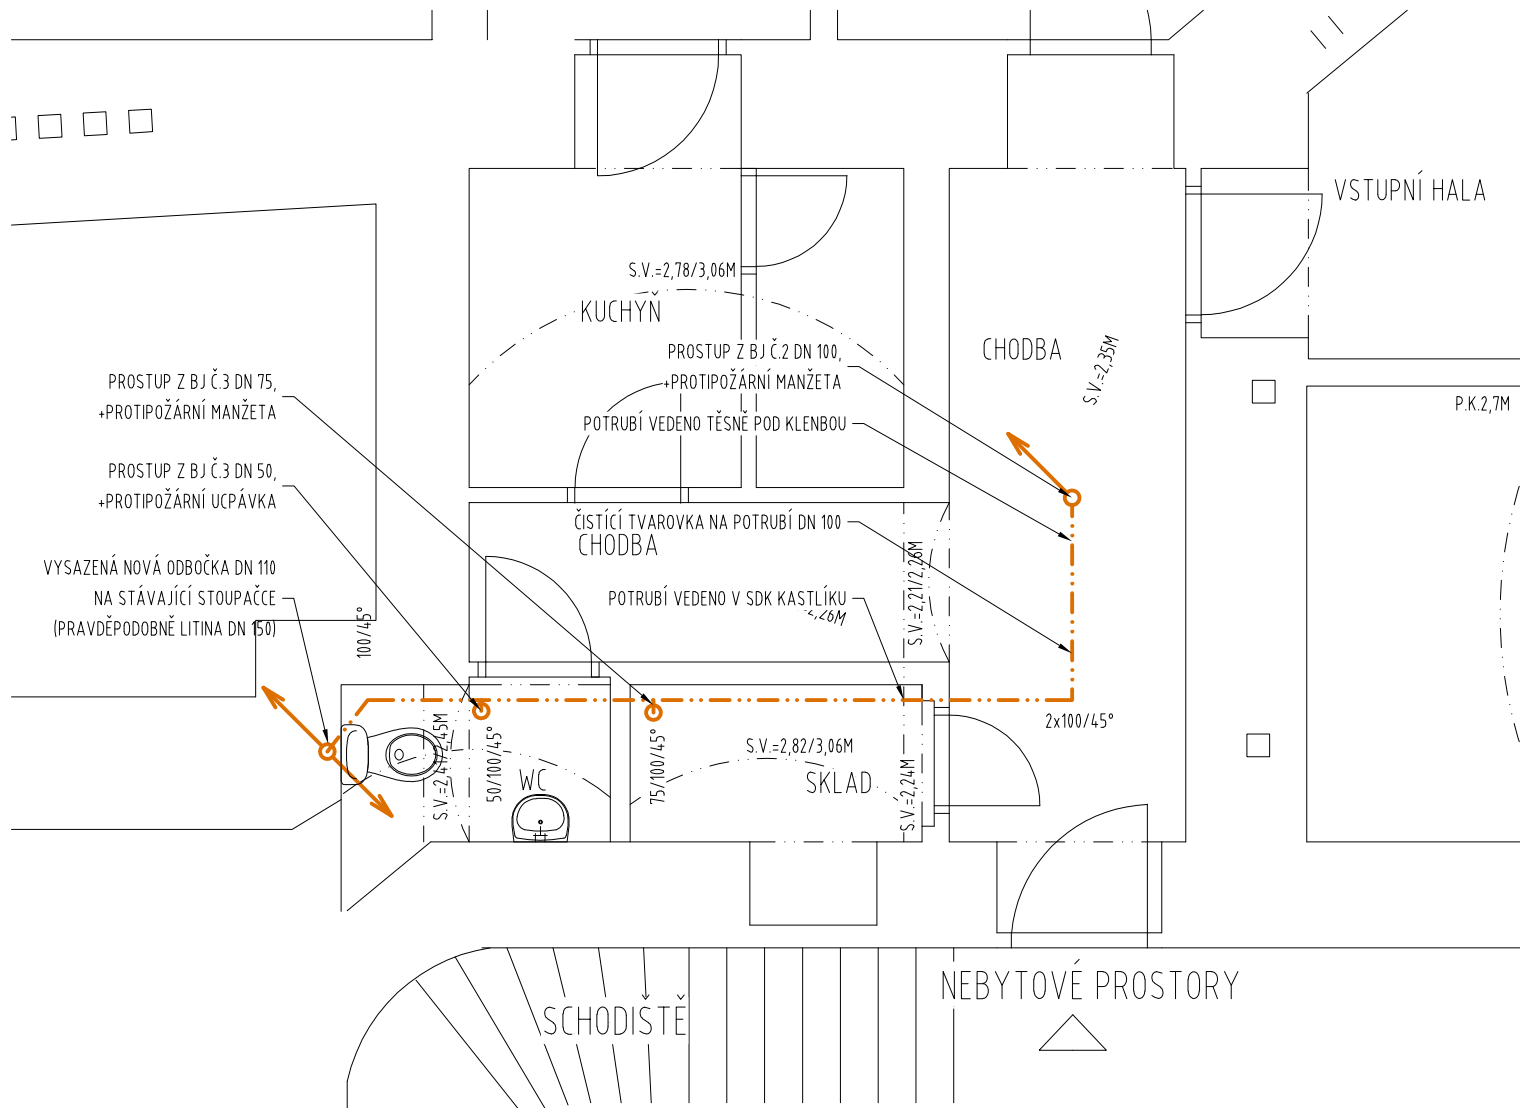 VSTUPNÍ HALA
S.V.=2,78/3,06M
KUCHYŇ
PROSTUP Z BJ Č.2 DN 100,
+PROTIPOŽÁRNÍ MANŽETA
CHODBA
S.V.=2,35M
PROSTUP Z BJ Č.3 DN 75,
+PROTIPOŽÁRNÍ MANŽETA
P.K.2,7M
POTRUBÍ VEDENO TĚSNĚ POD KLENBOU
PROSTUP Z BJ Č.3 DN 50,
+PROTIPOŽÁRNÍ UCPÁVKA
ČISTÍCÍ TVAROVKA NA POTRUBÍ DN 100
CHODBA
S.V.=2,21/2,26M
VYSAZENÁ NOVÁ ODBOČKA DN 110
NA STÁVAJÍCÍ STOUPAČCE
(PRAVDĚPODOBNĚ LITINA DN 150)
100/45°
POTRUBÍ VEDENO V SDK KASTLÍKU
2x100/45°
S.V.=2,41/2,45M
50/100/45°
75/100/45°
S.V.=2,82/3,06M
WC
SKLAD
S.V.=2,24M
NEBYTOVÉ PROSTORY
SCHODIŠTĚ